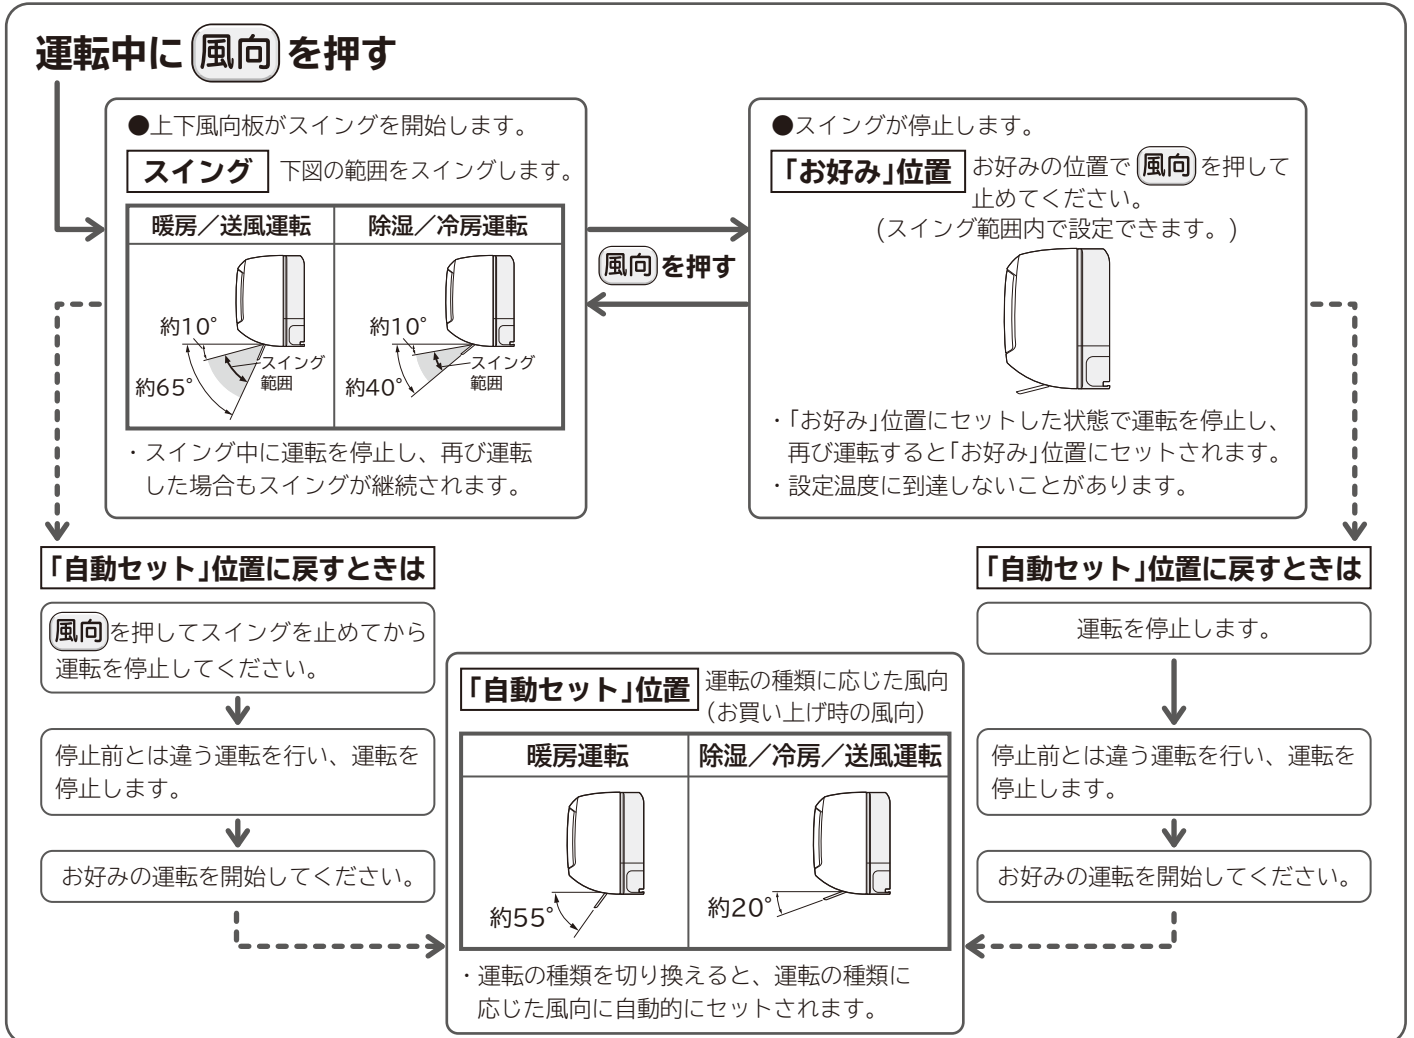 運転中に 風向 を押す
●上下風向板がスイングを開始します。
スイング 下図の範囲をスイングします。
暖房／送風運転 除湿／冷房運転
約10°
約65°
スイング
範囲
約10°
約40°
スイング
範囲
・スイング中に運転を停止し、再び運転
した場合もスイングが継続されます。
風向 を押す
●スイングが停止します。
「お好み」位置 お好みの位置で 風向 を押して
止めてください。
(スイング範囲内で設定できます。)
・「お好み」位置にセットした状態で運転を停止し、
再び運転すると「お好み」位置にセットされます。
・設定温度に到達しないことがあります。
「自動セット」位置に戻すときは
風向 を押してスイングを止めてから
運転を停止してください。
停止前とは違う運転を行い、運転を
停止します。
お好みの運転を開始してください。
「自動セット」位置 運転の種類に応じた風向
（お買い上げ時の風向）
暖房運転 除湿／冷房／送風運転
約55°
約20°
・運転の種類を切り換えると、運転の種類に
応じた風向に自動的にセットされます。
「自動セット」位置に戻すときは
運転を停止します。
停止前とは違う運転を行い、運転を
停止します。
お好みの運転を開始してください。